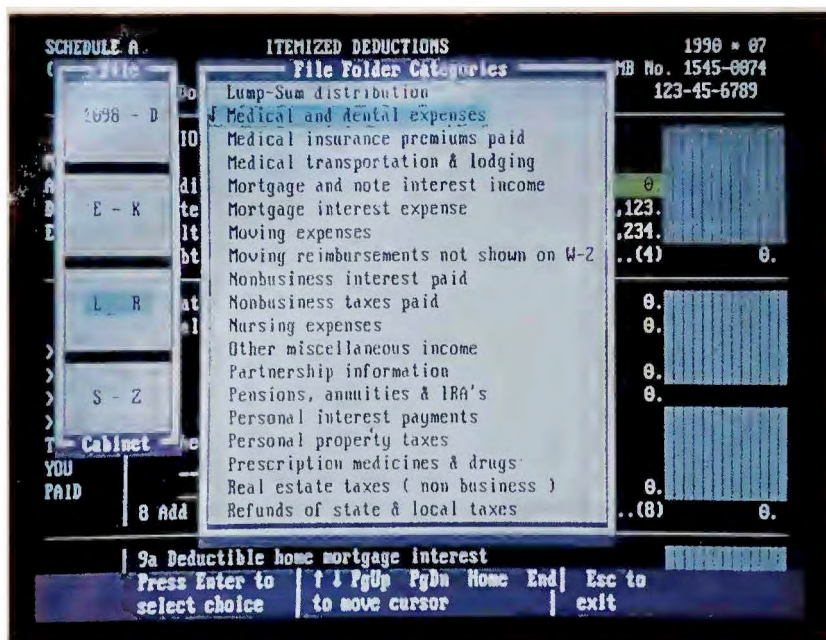 SCHEDULE A ITEMIZED DEDUCTIONS 1990 * 07
File File Folder Categories MB No. 1545-0074
Lump-Sum distribution 123-45-6789
1098 - D √ Medical and dental expenses
Medical insurance premiums paid
Medical transportation & lodging
Mortgage and note interest income 0.
E - K Mortgage interest expense ,123.
Moving expenses ,234.
Moving reimbursements not shown on W-2 ..(4) 0.
Nonbusiness interest paid
L - R Nonbusiness taxes paid 0.
Nursing expenses 0.
Other miscellaneous income
Partnership information 0.
S - Z Pensions, annuities & IRA's 0.
Personal interest payments
Cabinet Personal property taxes
YOU Prescription medicines & drugs
PAID Real estate taxes ( non business ) 0.
8 Add Refunds of state & local taxes ..(8) 0.
9a Deductible home mortgage interest
Press Enter to ↑ ↓ PgUp PgDn Home End Esc to
select choice to move cursor exit